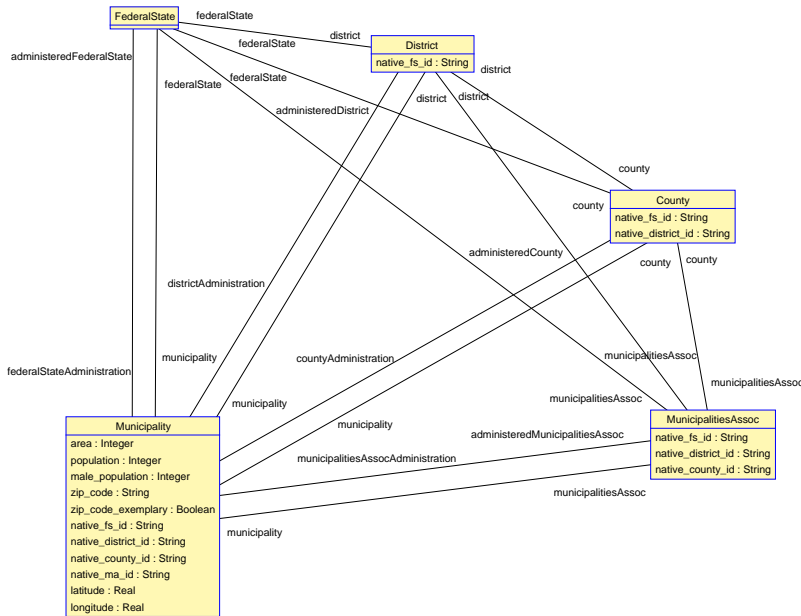 FederalState
federalState
administeredFederalState
federalState
district
District
native_fs_id : String
federalState
federalState
district
administeredDistrict
district
district
county
county
County
native_fs_id : String
native_district_id : String
administeredCounty
county
county
districtAdministration
municipality
countyAdministration
municipalitiesAssoc
federalStateAdministration
municipalitiesAssoc
municipality
municipalitiesAssoc
Municipality
area : Integer
population : Integer
male_population : Integer
zip_code : String
zip_code_exemplary : Boolean
native_fs_id : String
native_district_id : String
native_county_id : String
native_ma_id : String
latitude : Real
longitude : Real
municipality
administeredMunicipalitiesAssoc
municipalitiesAssocAdministration
MunicipalitiesAssoc
native_fs_id : String
native_district_id : String
native_county_id : String
municipalitiesAssoc
municipality